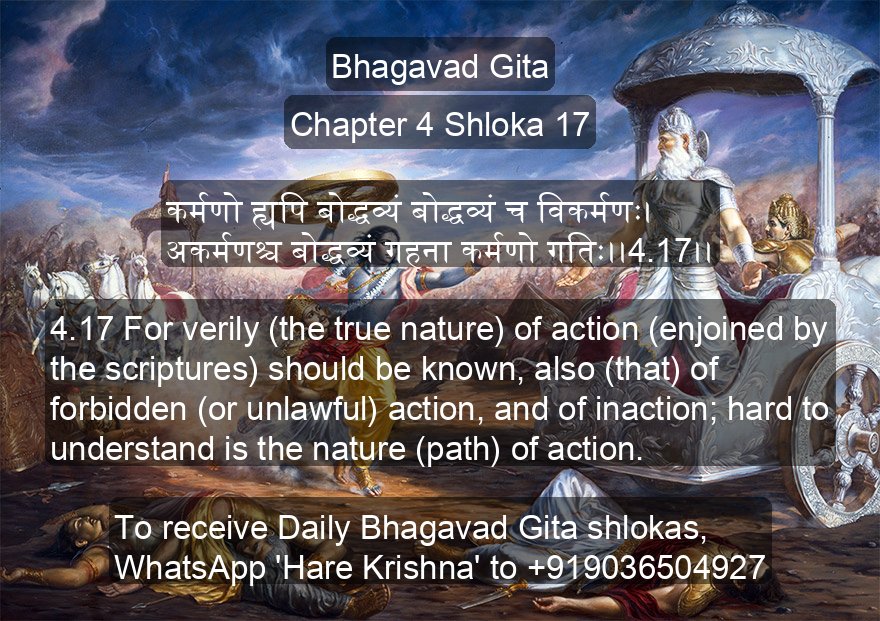 Bhagavad Gita
Chapter 4 Shloka 17
कर्मणो ह्यपि बोद्धव्यं बोद्धव्यं च विकर्मणः।
अकर्मणश्च बोद्धव्यं गहना कर्मणो गतिः।।4.17।।
4.17 For verily (the true nature) of action (enjoined by
the scriptures) should be known, also (that) of
forbidden (or unlawful) action, and of inaction; hard to
understand is the nature (path) of action.
To receive Daily Bhagavad Gita shlokas,
WhatsApp 'Hare Krishna' to +919036504927